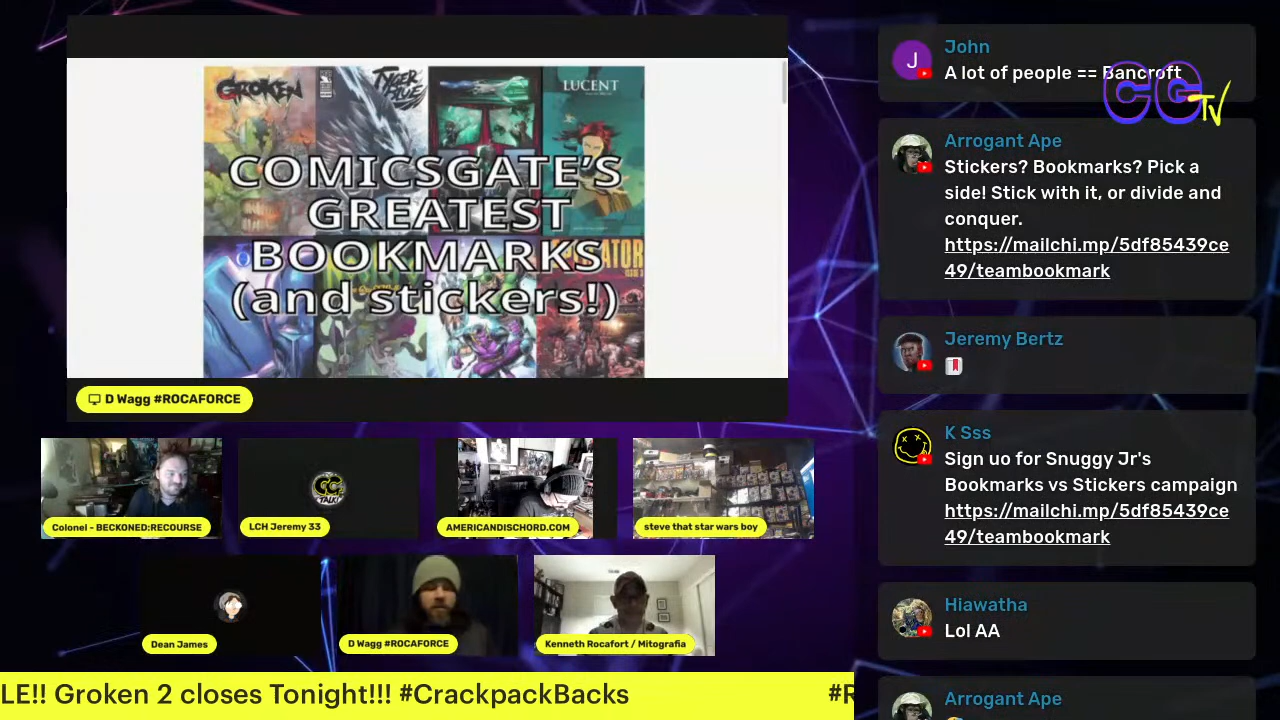 GROKEN
TYGER
BLUE
LUCENT
COMICSGATE'S
GREATEST
BOOKMARKS
(and stickers!)
D Wagg #ROCAFORCE
Colonel - BECKONED:RECOURSE
LCH Jeremy 33
AMERICANDISCHORD.COM
steve that star wars boy
Dean James
D Wagg #ROCAFORCE
Kenneth Rocafort / Mitografia
LE!! Groken 2 closes Tonight!!! #CrackpackBacks
#R
CG TV
J
John
A lot of people == Bancroft
Arrogant Ape
Stickers? Bookmarks? Pick a
side! Stick with it, or divide and
conquer.
https://mailchi.mp/5df85439ce
49/teambookmark
Jeremy Bertz
K Sss
Sign uo for Snuggy Jr's
Bookmarks vs Stickers campaign
https://mailchi.mp/5df85439ce
49/teambookmark
Hiawatha
Lol AA
Arrogant Ape